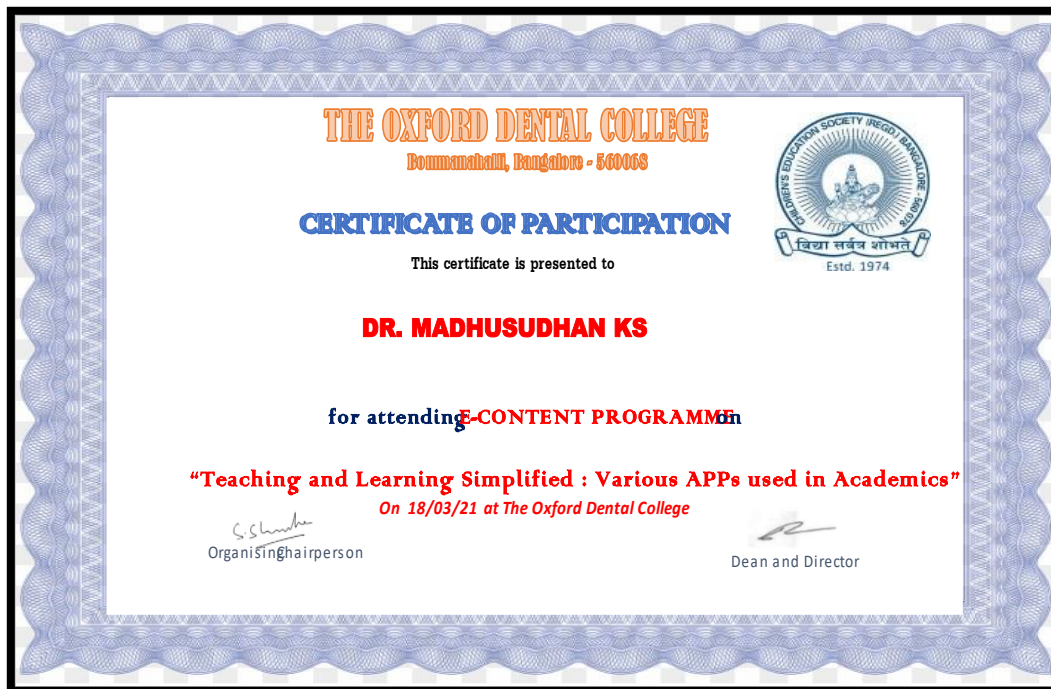 THE OXFORD DENTAL COLLEGE
Bommanahalli, Bangalore - 560068
CHILDREN'S EDUCATION SOCIETY (REGD.) BANGALORE - 560 078
विद्या सर्वत्र शोभते
Estd. 1974
CERTIFICATE OF PARTICIPATION
This certificate is presented to
DR. MADHUSUDHAN KS
for attending E-CONTENT PROGRAMME on
“Teaching and Learning Simplified : Various APPs used in Academics”
On 18/03/21 at The Oxford Dental College
Organising Chairperson
Dean and Director